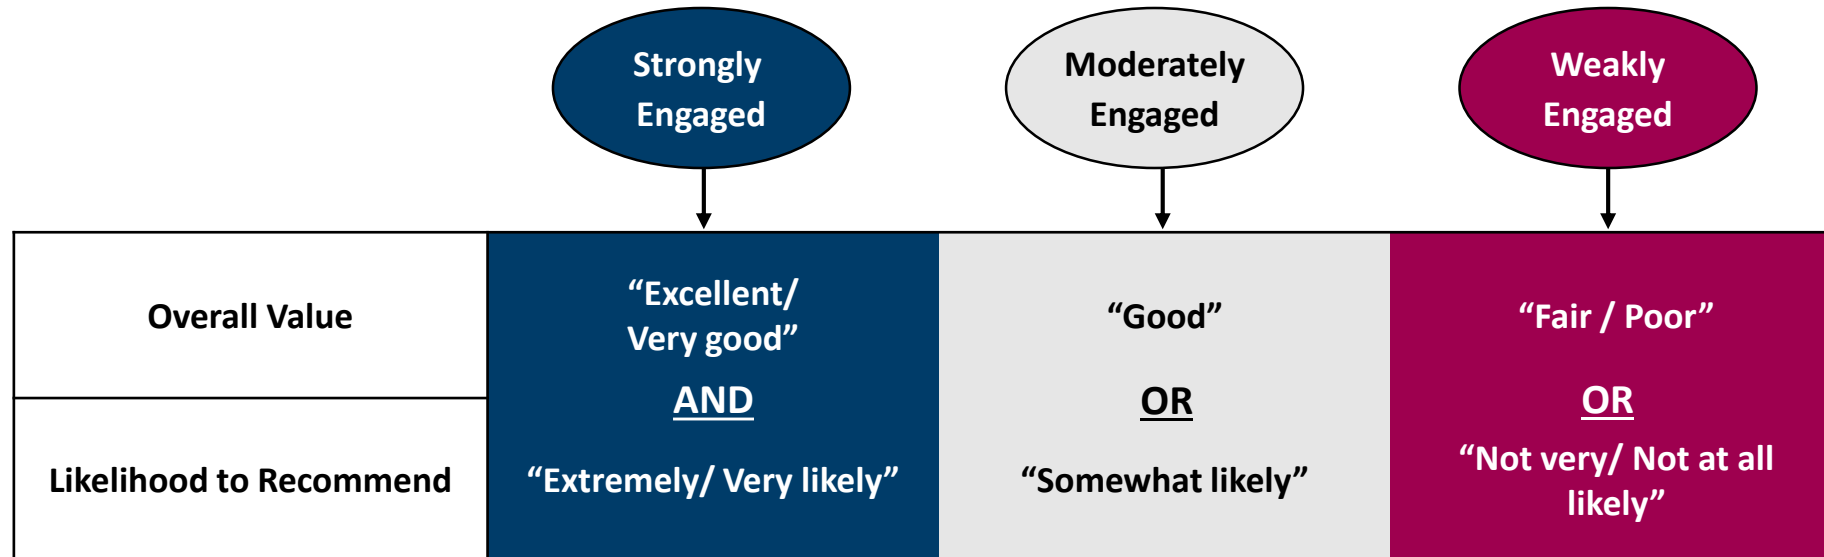 Strongly
Engaged
Moderately
Engaged
Weakly
Engaged
Overall Value
“Excellent/
Very good”
“Good”
“Fair / Poor”
AND
OR
OR
Likelihood to Recommend
“Extremely/ Very likely”
“Somewhat likely”
“Not very/ Not at all
likely”